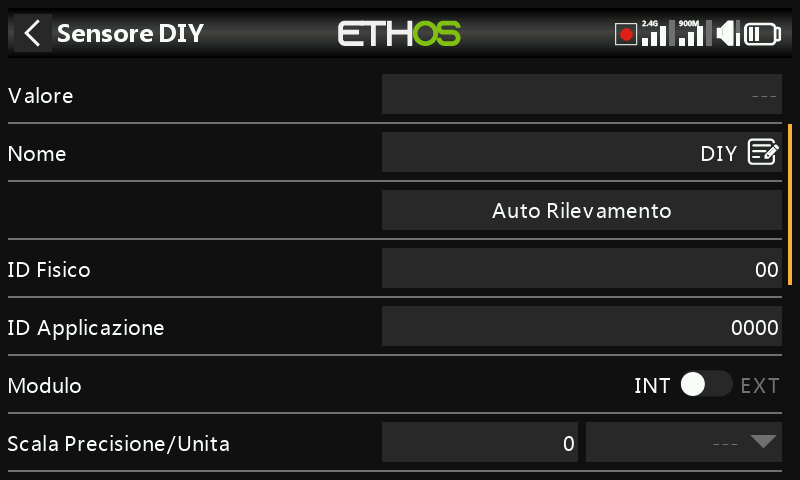 Sensore DIY
ETHOS
2.4G
900M
Valore
---
Nome
DIY
Auto Rilevamento
ID Fisico
00
ID Applicazione
0000
Modulo
INT
EXT
Scala Precisione/Unita
0
---